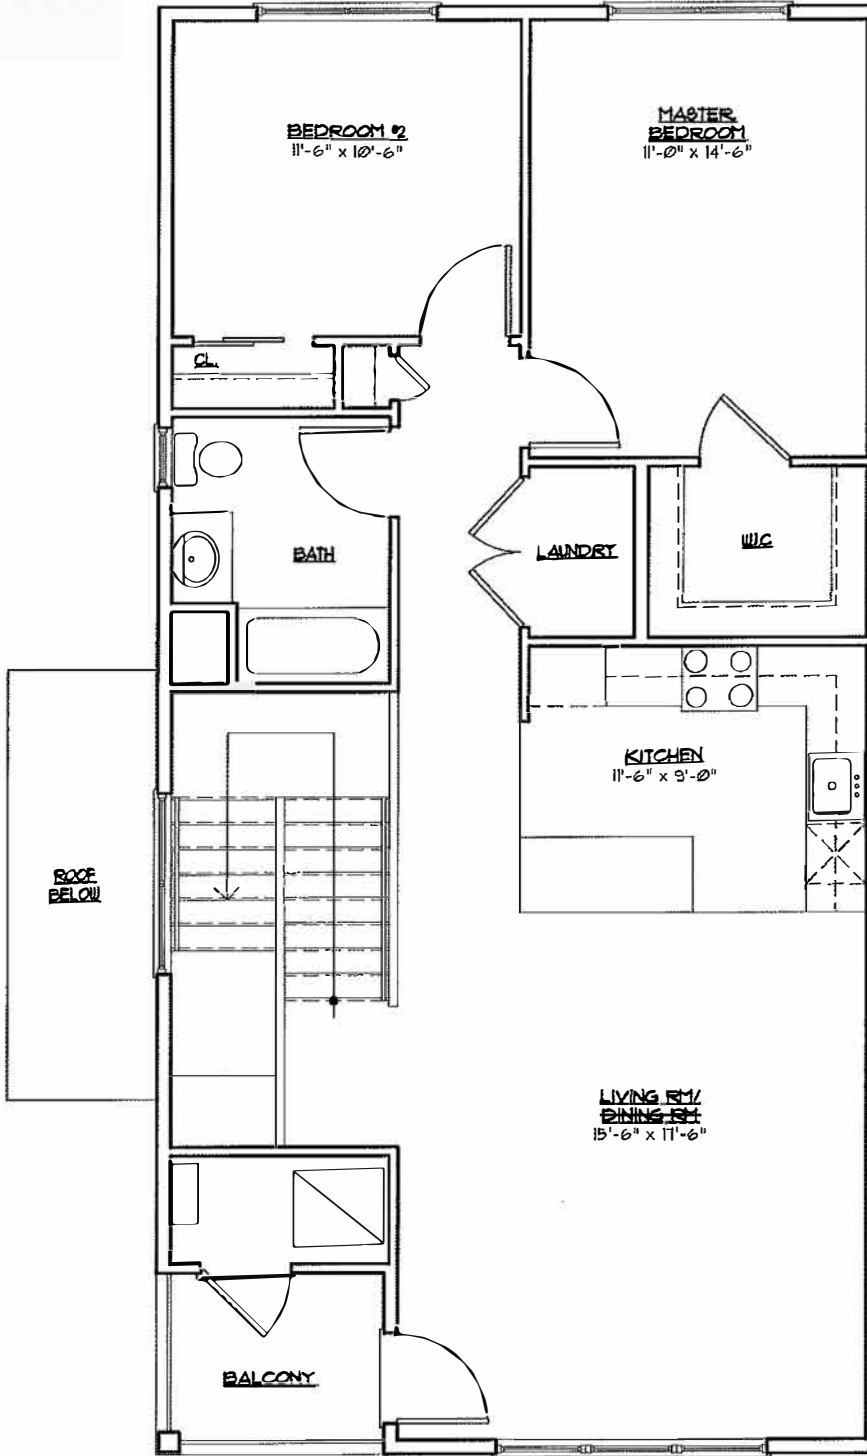 BEDROOM #2
11'-6" x 10'-6"
MASTER
BEDROOM
11'-0" x 14'-6"
CL.
BATH
LAUNDRY
W.I.C
KITCHEN
11'-6" x 9'-0"
ROOF
BELOW
LIVING RM/
DINING RM
15'-6" x 17'-6"
BALCONY